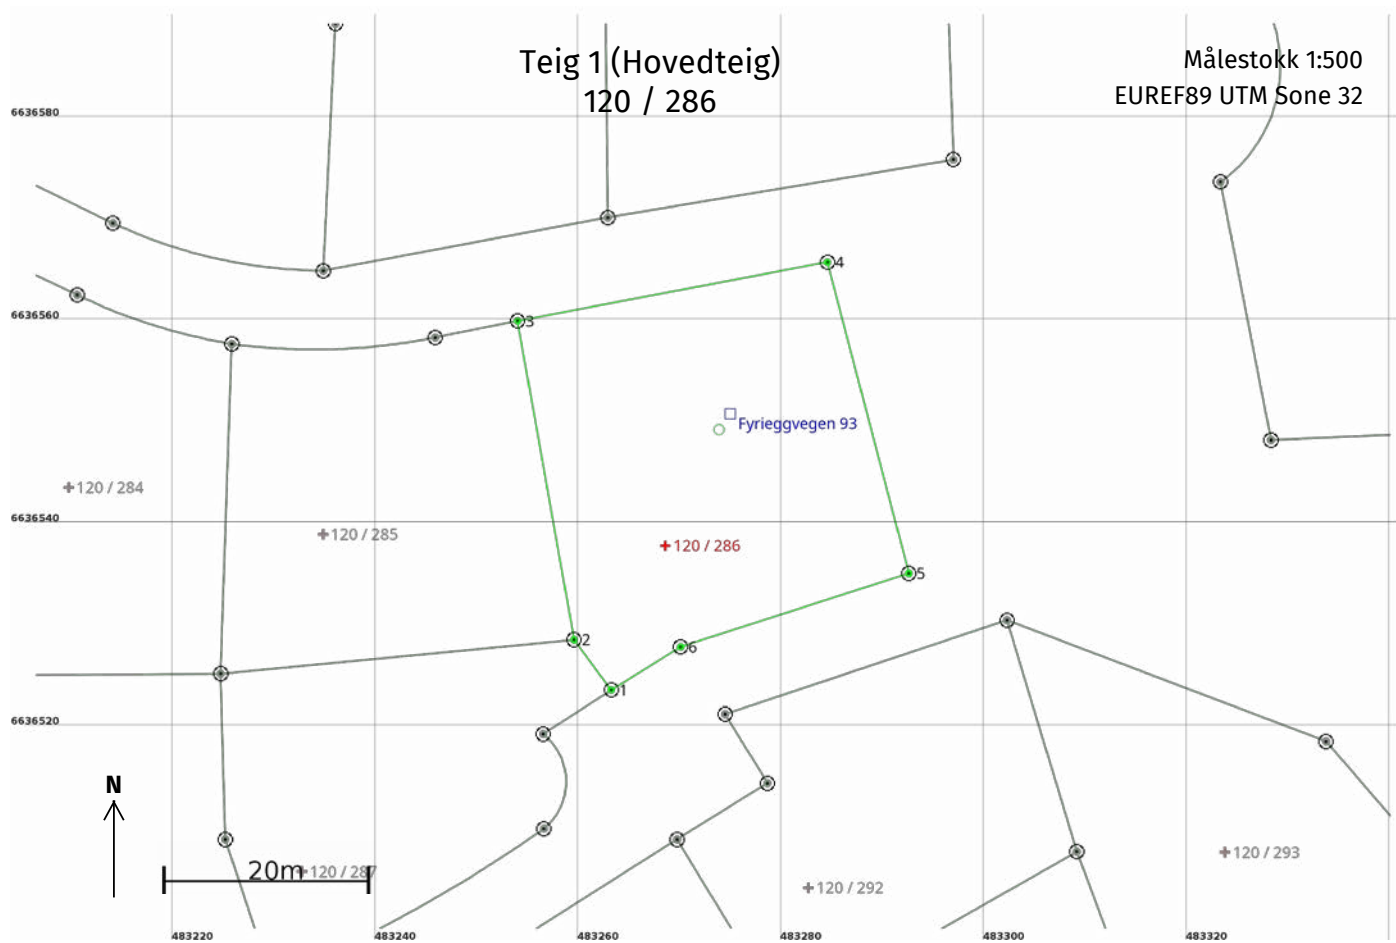 Teig 1 (Hovedteig)
120 / 286
Målestokk 1:500
EUREF89 UTM Sone 32
6636580
6636560
6636540
6636520
3
4
Fyrieggvegen 93
+120 / 284
+120 / 285
+120 / 286
5
2
6
1
N
20m
+120 / 287
+120 / 292
+120 / 293
483220
483240
483260
483280
483300
483320